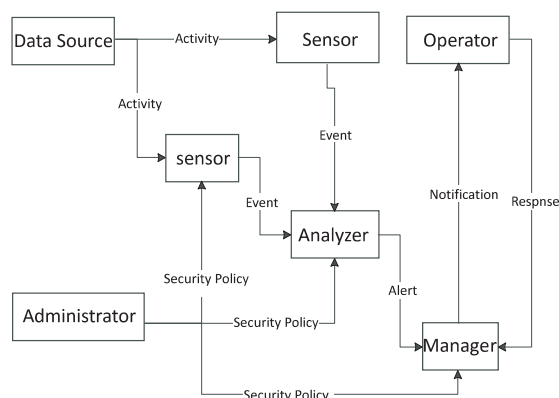 Data Source
Activity
Sensor
Operator
Activity
Event
sensor
Event
Notification
Respnse
Analyzer
Security Policy
Alert
Administrator
Security Policy
Manager
Security Policy